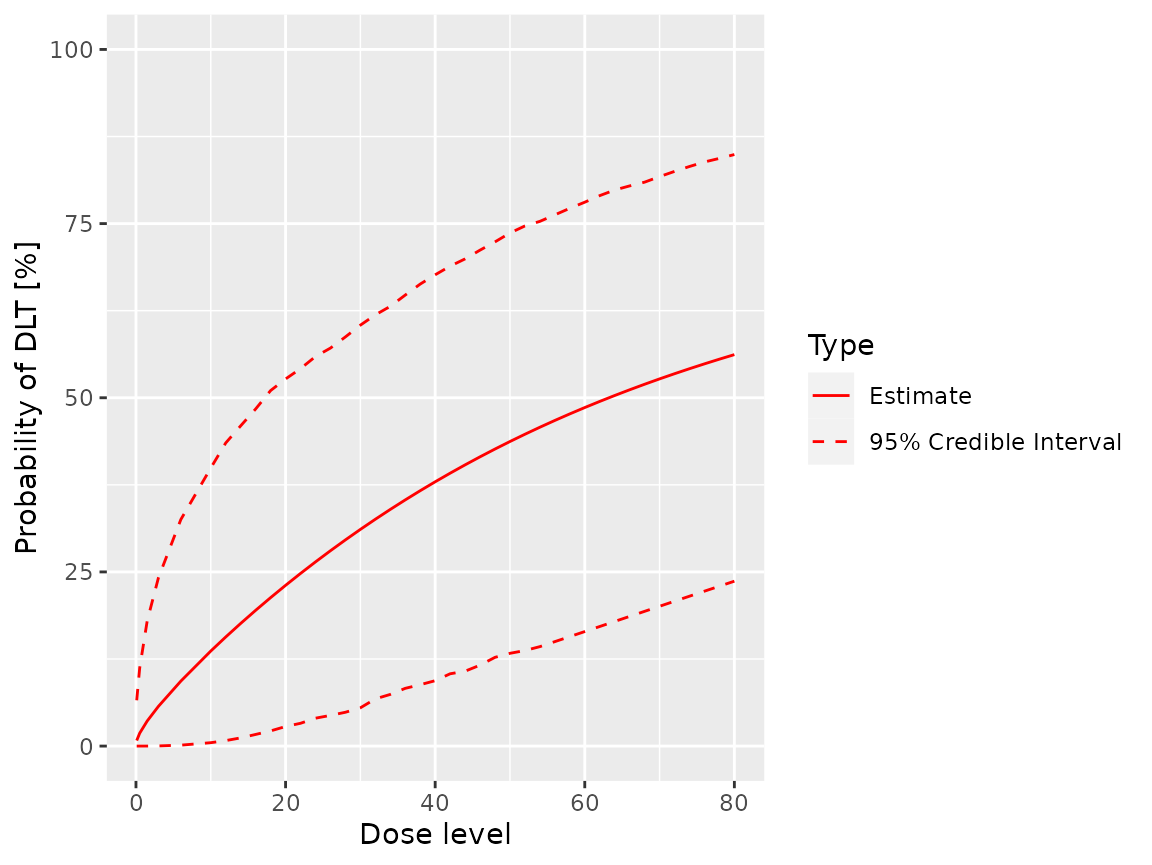 Probability of DLT [%]
100
75
50
25
0
0 20 40 60 80
Dose level
Type
Estimate
95% Credible Interval